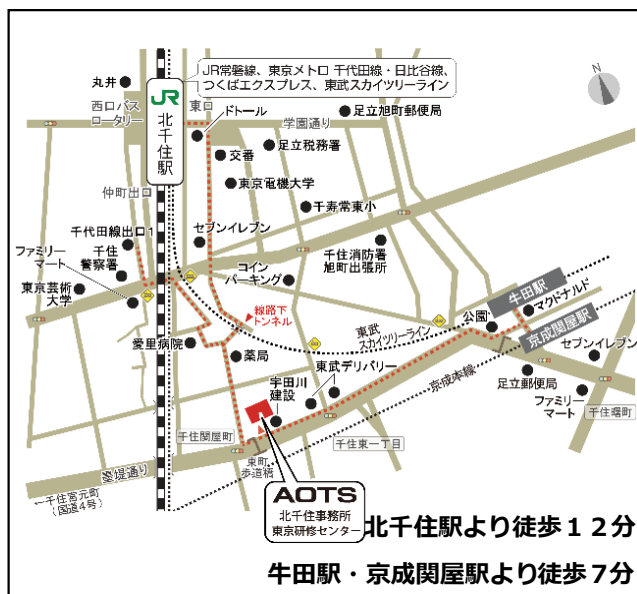 JR常磐線、東京メトロ 千代田線・日比谷線、
つくばエクスプレス、東武スカイツリーライン
N
丸井
JR
北千住駅
西口バス
ロータリー
東口
ドトール
足立旭町郵便局
学園通り
交番
足立税務署
東京電機大学
仲町出口
千寿常東小
千代田線出口1
セブンイレブン
ファミリー
マート
千住
警察署
千住消防署
旭町出張所
コイン
パーキング
東京芸術
大学
牛田駅
マクドナルド
公園
京成関屋駅
線路下
トンネル
東武
スカイツリーライン
愛里病院
薬局
セブンイレブン
東武デリバリー
京成本線
足立郵便局
宇田川
建設
ファミリー
マート
千住曙町
千住関屋町
千住東一丁目
墨堤通り
東町
歩道橋
←千住宮元町
(国道4号)
AOTS
北千住事務所
東京研修センター
北千住駅より徒歩12分
牛田駅・京成関屋駅より徒歩7分